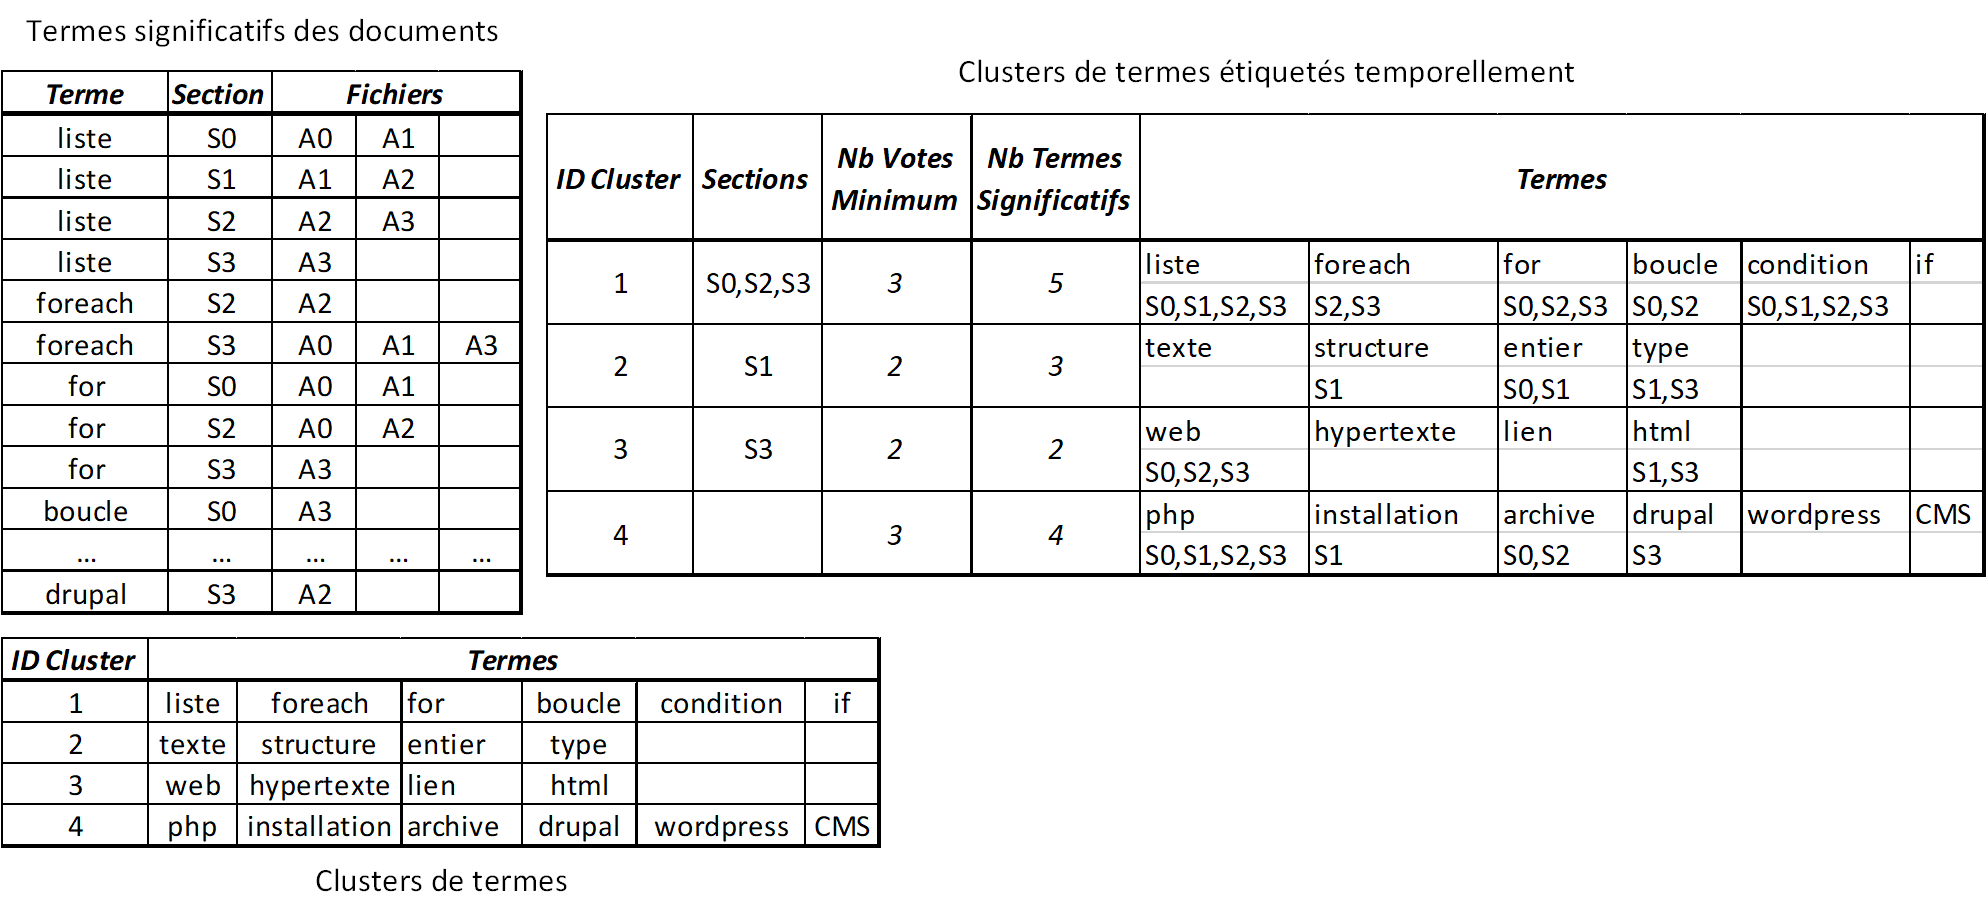 Termes significatifs des documents
Terme Section Fichiers
liste S0 A0 A1
liste S1 A1 A2
liste S2 A2 A3
liste S3 A3
foreach S2 A2
foreach S3 A0 A1 A3
for S0 A0 A1
for S2 A0 A2
for S3 A3
boucle S0 A3
... ... ... ... ...
drupal S3 A2
Clusters de termes étiquetés temporellement
ID Cluster Sections Nb Votes Minimum Nb Termes Significatifs Termes
1 S0,S2,S3 3 5 liste foreach for boucle condition if
S0,S1,S2,S3 S2,S3 S0,S2,S3 S0,S2 S0,S1,S2,S3
2 S1 2 3 texte structure entier type
S1 S0,S1 S1,S3
3 S3 2 2 web hypertexte lien html
S0,S2,S3 S1,S3
4 3 4 php installation archive drupal wordpress CMS
S0,S1,S2,S3 S1 S0,S2 S3
ID Cluster Termes
1 liste foreach for boucle condition if
2 texte structure entier type
3 web hypertexte lien html
4 php installation archive drupal wordpress CMS
Clusters de termes